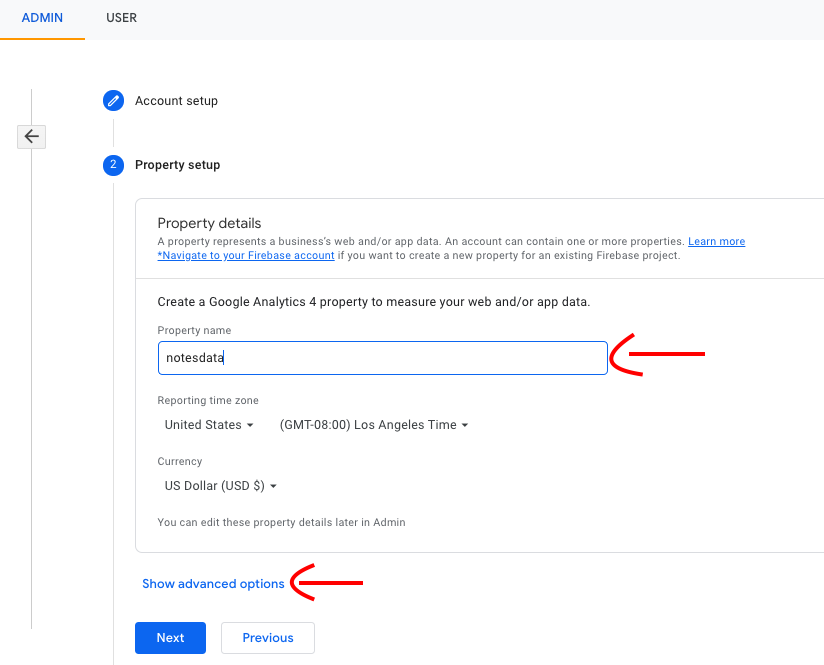 ADMIN USER
Account setup
2 Property setup
Property details
A property represents a business's web and/or app data. An account can contain one or more properties. Learn more
*Navigate to your Firebase account if you want to create a new property for an existing Firebase project.
Create a Google Analytics 4 property to measure your web and/or app data.
Property name
notesdata
Reporting time zone
United States (GMT-08:00) Los Angeles Time
Currency
US Dollar (USD $)
You can edit these property details later in Admin
Show advanced options
Next Previous